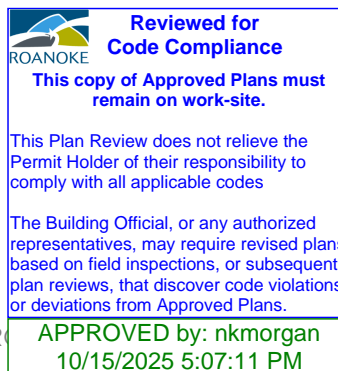 ROANOKE
Reviewed for
Code Compliance
This copy of Approved Plans must
remain on work-site.
This Plan Review does not relieve the
Permit Holder of their responsibility to
comply with all applicable codes
The Building Official, or any authorized
representatives, may require revised plans
based on field inspections, or subsequent
plan reviews, that discover code violations
or deviations from Approved Plans.
APPROVED by: nkmorgan
10/15/2025 5:07:11 PM